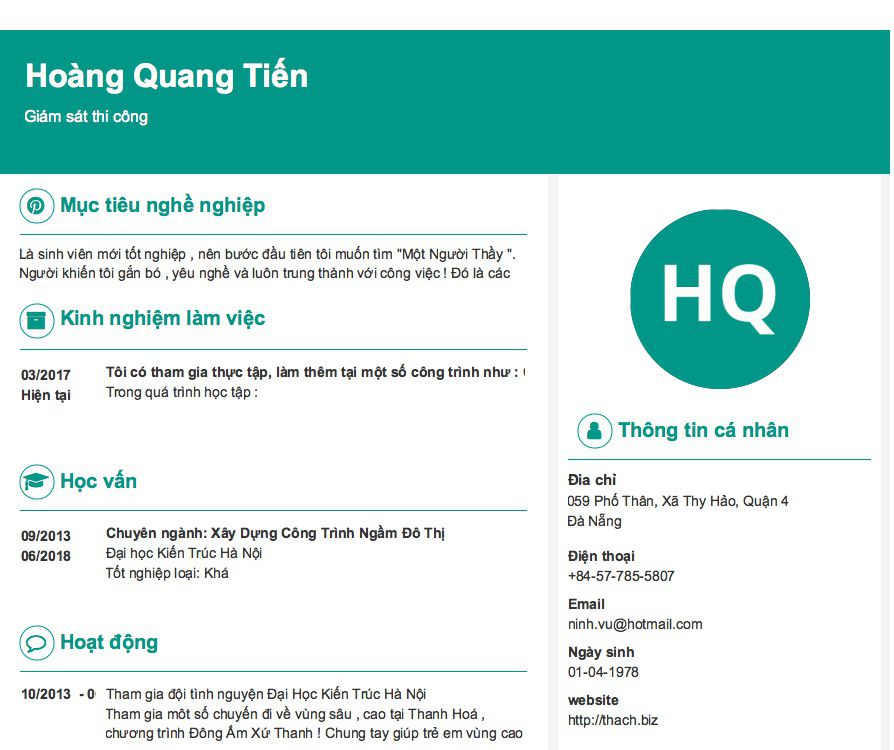 Hoàng Quang Tiến
Giám sát thi công
Mục tiêu nghề nghiệp
Là sinh viên mới tốt nghiệp , nên bước đầu tiên tôi muốn tìm "Một Người Thầy ".
Người khiến tôi gắn bó , yêu nghề và luôn trung thành với công việc ! Đó là các
Kinh nghiệm làm việc
03/2017
Hiện tại
Tôi có tham gia thực tập, làm thêm tại một số công trình như :
Trong quá trình học tập :
Học vấn
09/2013
06/2018
Chuyên ngành: Xây Dựng Công Trình Ngầm Đô Thị
Đại học Kiến Trúc Hà Nội
Tốt nghiệp loại: Khá
Hoạt động
10/2013 - 0
Tham gia đội tình nguyện Đại Học Kiến Trúc Hà Nội
Tham gia một số chuyến đi về vùng sâu , cao tại Thanh Hoá ,
chương trình Đông Ấm Xứ Thanh ! Chung tay giúp trẻ em vùng cao
HQ
Thông tin cá nhân
Đia chỉ
059 Phố Thân, Xã Thy Hảo, Quận 4
Đà Nẵng
Điện thoại
+84-57-785-5807
Email
ninh.vu@hotmail.com
Ngày sinh
01-04-1978
website
http://thach.biz